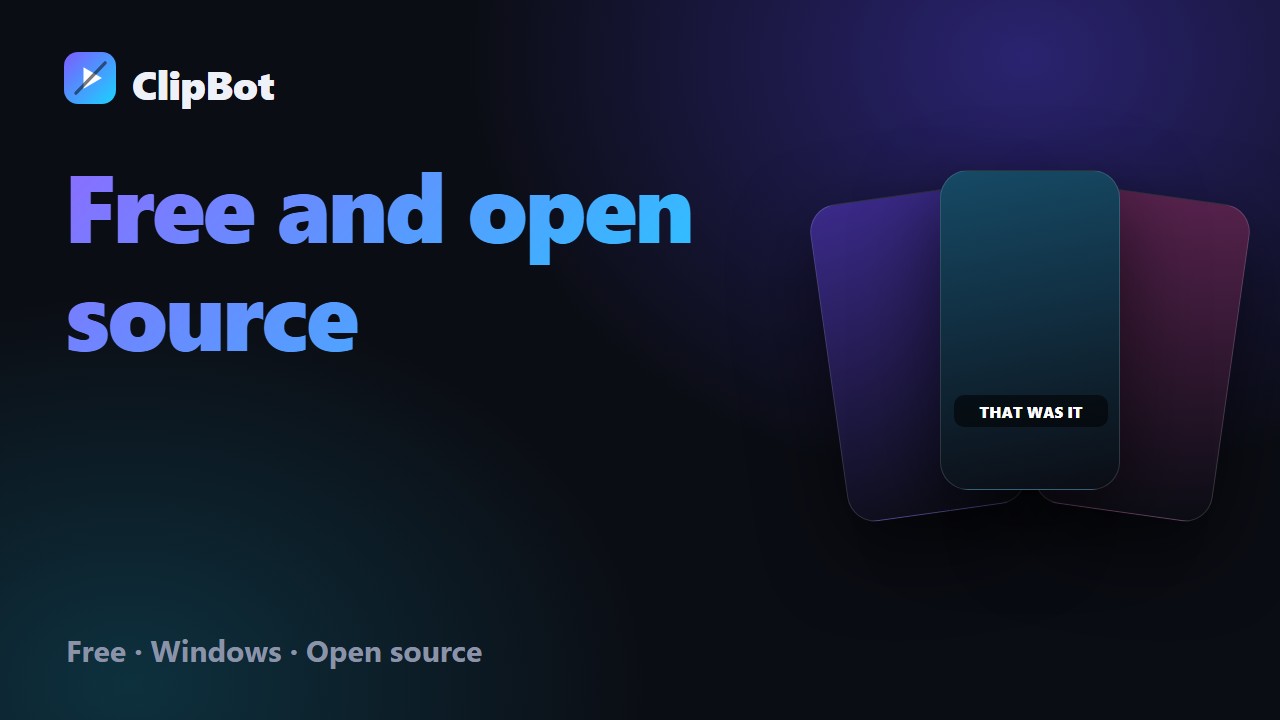 ClipBot
Free and open
source
THAT WAS IT
Free · Windows · Open source